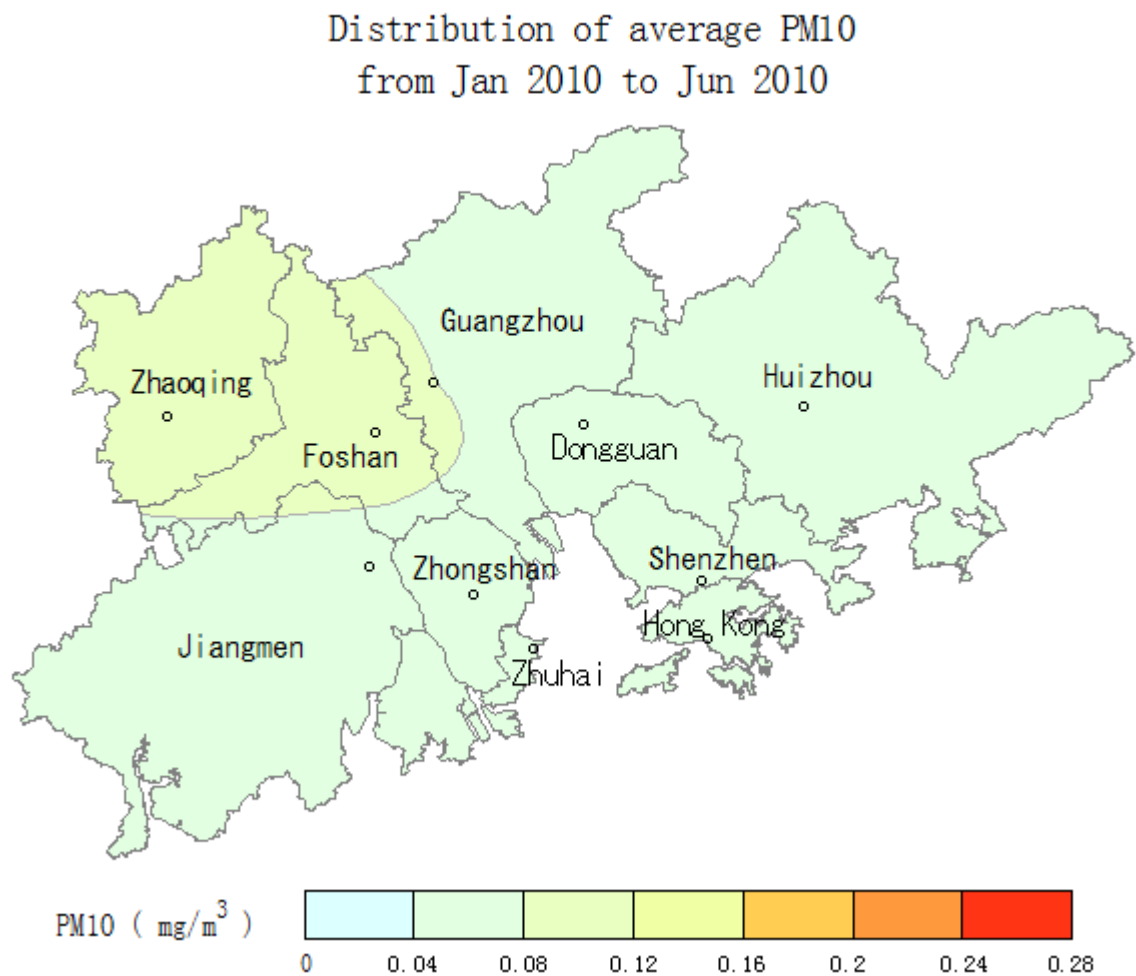 Distribution of average PM10
from Jan 2010 to Jun 2010
Guangzhou
Zhaoqing
Huizhou
Foshan
Dongguan
Zhongshan
Shenzhen
Hong Kong
Jiangmen
Zhuhai
PM10 ( mg/m³ )
0 0.04 0.08 0.12 0.16 0.2 0.24 0.28